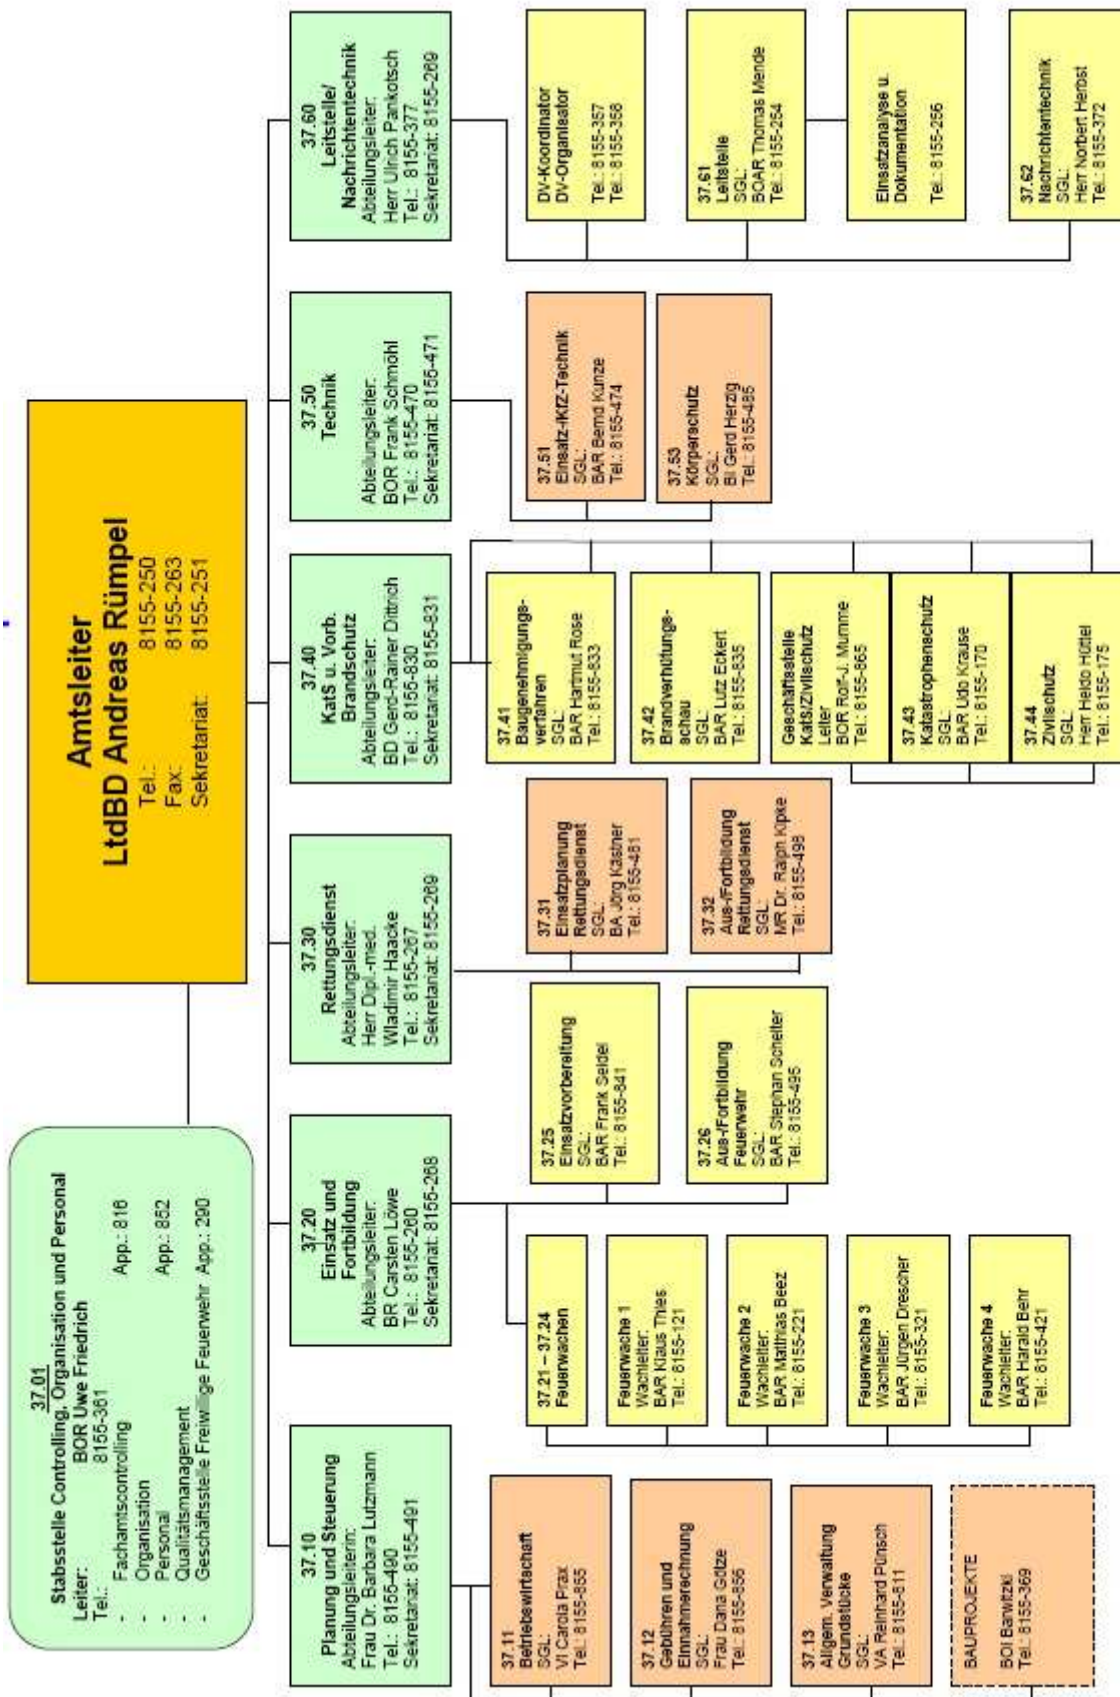 Amtsleiter
LtdBD Andreas Rümpel
Tel.: 8155-250
Fax: 8155-263
Sekretariat: 8155-251
37.01
Stabsstelle Controlling, Organisation und Personal
Leiter: BOR Uwe Friedrich
Tel.: 8155-361
- Fachamtscontrolling App.: 816
- Organisation
- Personal App.: 852
- Qualitätsmanagement
- Geschäftsstelle Freiwillige Feuerwehr App.: 290
37.10
Planung und Steuerung
Abteilungsleiterin:
Frau Dr. Barbara Lutzmann
Tel.: 8155-490
Sekretariat: 8155-491
37.11
Betriebswirtschaft
SGL:
VI Carola Prax
Tel.: 8155-855
37.12
Gebühren und
Einnahmerechnung
SGL:
Frau Dana Götze
Tel.: 8155-856
37.13
Allgem. Verwaltung
Grundstücke
SGL:
VA Reinhard Pünsch
Tel.: 8155-811
BAUPROJEKTE
BOI Barwitzki
Tel.: 8155-369
37.20
Einsatz und
Fortbildung
Abteilungsleiter:
BR Carsten Löwe
Tel.: 8155-260
Sekretariat: 8155-268
37.21 – 37.24
Feuerwachen
Feuerwache 1
Wachleiter:
BAR Klaus Thies
Tel.: 8155-121
Feuerwache 2
Wachleiter:
BAR Matthias Beez
Tel.: 8155-221
Feuerwache 3
Wachleiter:
BAR Jürgen Drescher
Tel.: 8155-321
Feuerwache 4
Wachleiter:
BAR Harald Behr
Tel.: 8155-421
37.25
Einsatzvorbereitung
SGL:
BAR Frank Seidel
Tel.: 8155-841
37.26
Aus-/Fortbildung
Feuerwehr
SGL:
BAR Stephan Schelter
Tel.: 8155-495
37.30
Rettungsdienst
Abteilungsleiter:
Herr Dipl.-med.
Wladimir Haacke
Tel.: 8155-267
Sekretariat: 8155-269
37.31
Einsatzplanung
Rettungsdienst
SGL:
BA Jörg Kästner
Tel.: 8155-481
37.32
Aus-/Fortbildung
Rettungsdienst
SGL:
MR Dr. Ralph Kipke
Tel.: 8155-498
37.40
KatS u. Vorb.
Brandschutz
Abteilungsleiter:
BD Gerd-Rainer Dittrich
Tel.: 8155-830
Sekretariat: 8155-831
37.41
Baugenehmigungs-
verfahren
SGL:
BAR Hartmut Rose
Tel.: 8155-833
37.42
Brandverhütungs-
schau
SGL:
BAR Lutz Eckert
Tel.: 8155-835
Geschäftsstelle
KatS/Zivilschutz
Leiter
BOR Rolf-J. Mumme
Tel.: 8155-865
37.43
Katastrophenschutz
SGL:
BAR Udo Krause
Tel.: 8155-170
37.44
Zivilschutz
SGL:
Herr Heido Hüttel
Tel.: 8155-175
37.50
Technik
Abteilungsleiter:
BOR Frank Schmöhl
Tel.: 8155-470
Sekretariat: 8155-471
37.51
Einsatz-/KfZ-Technik
SGL:
BAR Bernd Kunze
Tel.: 8155-474
37.53
Körperschutz
SGL:
BI Gerd Herzig
Tel.: 8155-485
37.60
Leitstelle/
Nachrichtentechnik
Abteilungsleiter:
Herr Ulrich Pankotsch
Tel.: 8155-377
Sekretariat: 8155-269
DV-Koordinator
DV-Organisator
Tel.: 8155-357
Tel.: 8155-358
37.61
Leitstelle
SGL:
BOAR Thomas Mende
Tel.: 8155-254
Einsatzanalyse u.
Dokumentation
Tel.: 8155-256
37.62
Nachrichtentechnik
SGL:
Herr Norbert Herbst
Tel.: 8155-372